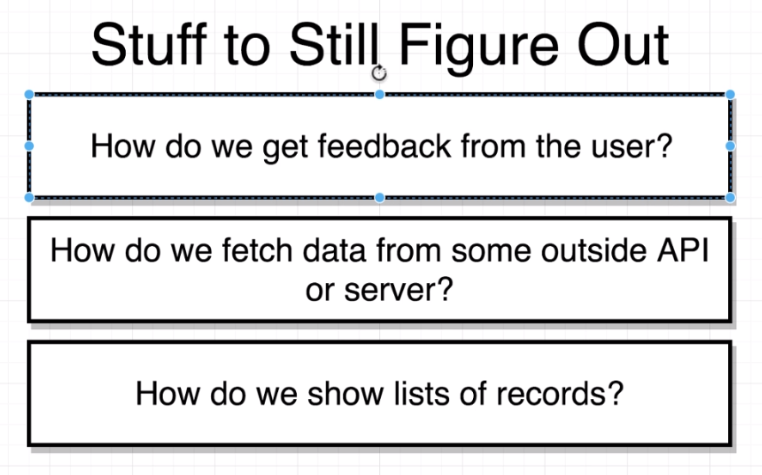 Stuff to Still Figure Out
How do we get feedback from the user?
How do we fetch data from some outside API
or server?
How do we show lists of records?